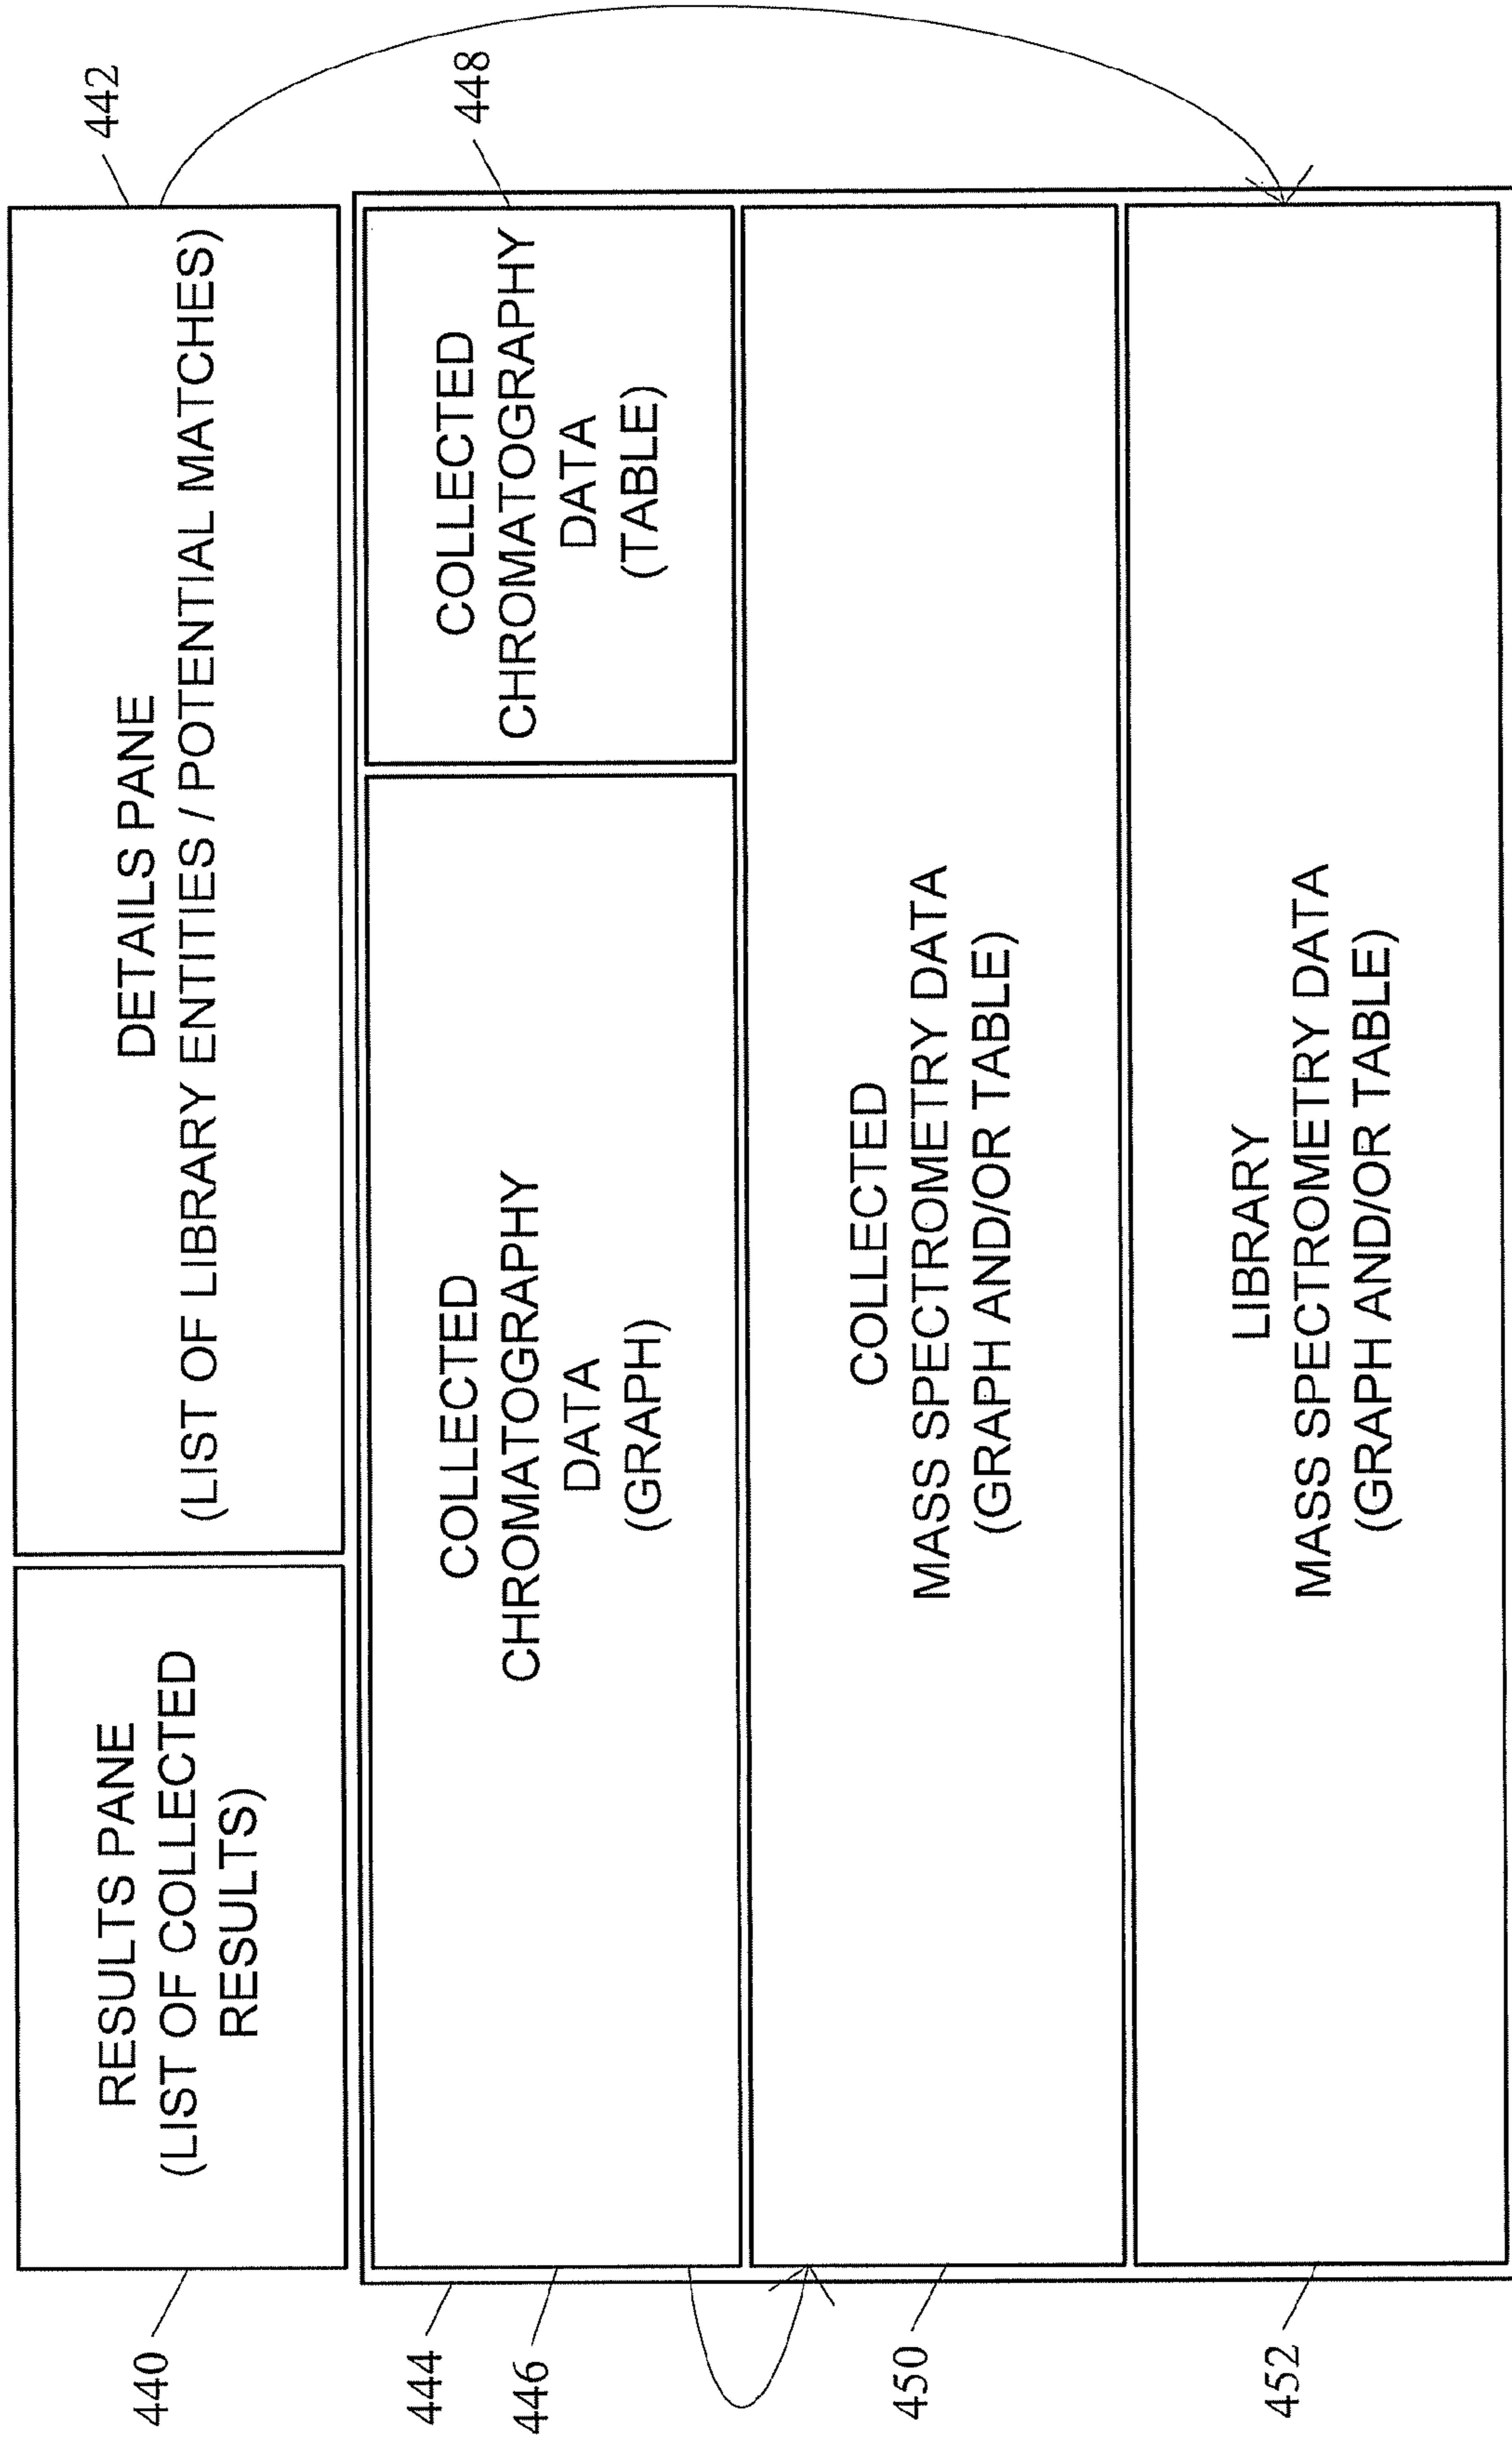 RESULTS PANE
(LIST OF COLLECTED
RESULTS)
440
DETAILS PANE
(LIST OF LIBRARY ENTITIES / POTENTIAL MATCHES)
442
444
COLLECTED
CHROMATOGRAPHY
DATA
(GRAPH)
446
COLLECTED
CHROMATOGRAPHY
DATA
(TABLE)
448
COLLECTED
MASS SPECTROMETRY DATA
(GRAPH AND/OR TABLE)
450
LIBRARY
MASS SPECTROMETRY DATA
(GRAPH AND/OR TABLE)
452